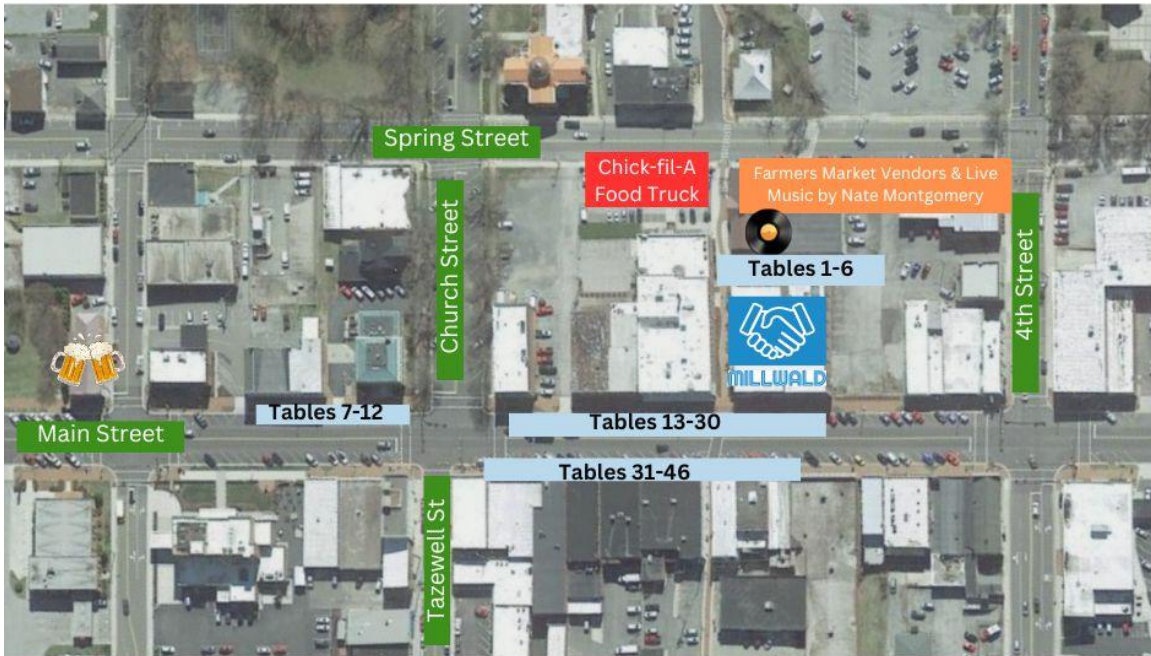 Spring Street
Chick-fil-A
Food Truck
Farmers Market Vendors & Live
Music by Nate Montgomery
Church Street
4th Street
Tables 1-6
MILLWALD
Tables 7-12
Tables 13-30
Main Street
Tables 31-46
Tazewell St